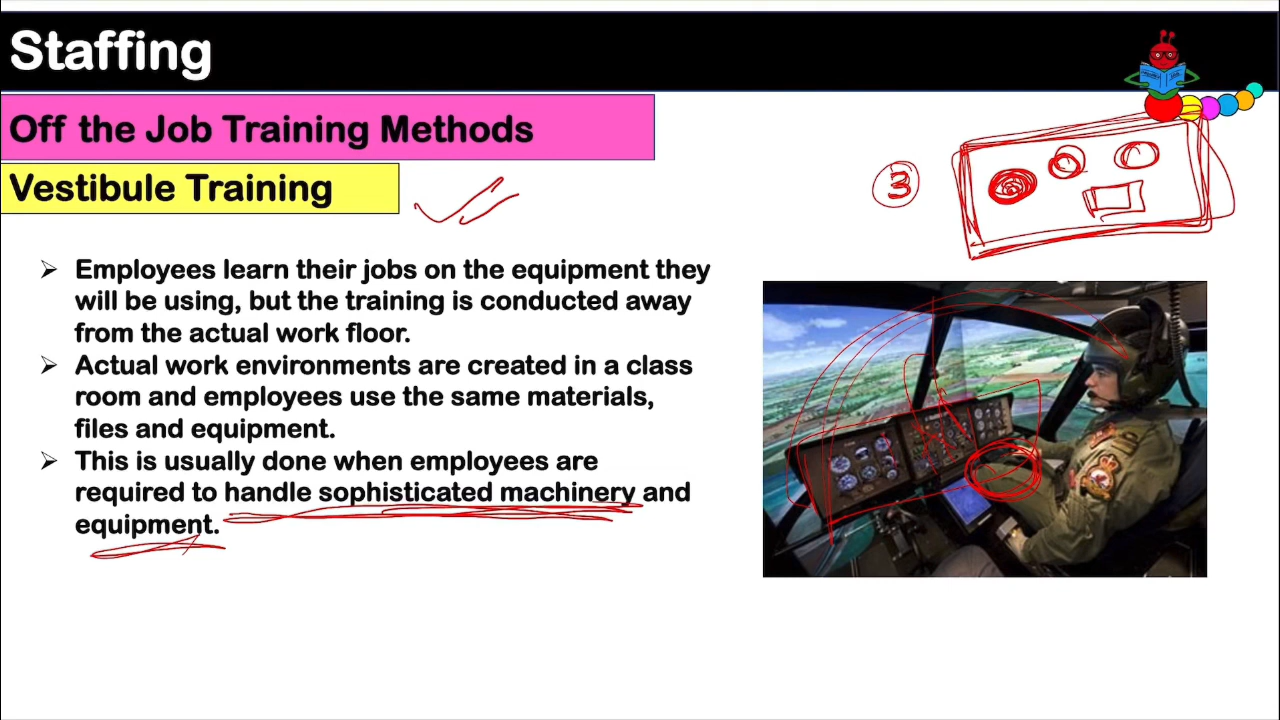 Staffing
Off the Job Training Methods
Vestibule Training
3
➢ Employees learn their jobs on the equipment they
will be using, but the training is conducted away
from the actual work floor.
➢ Actual work environments are created in a class
room and employees use the same materials,
files and equipment.
➢ This is usually done when employees are
required to handle sophisticated machinery and
equipment.